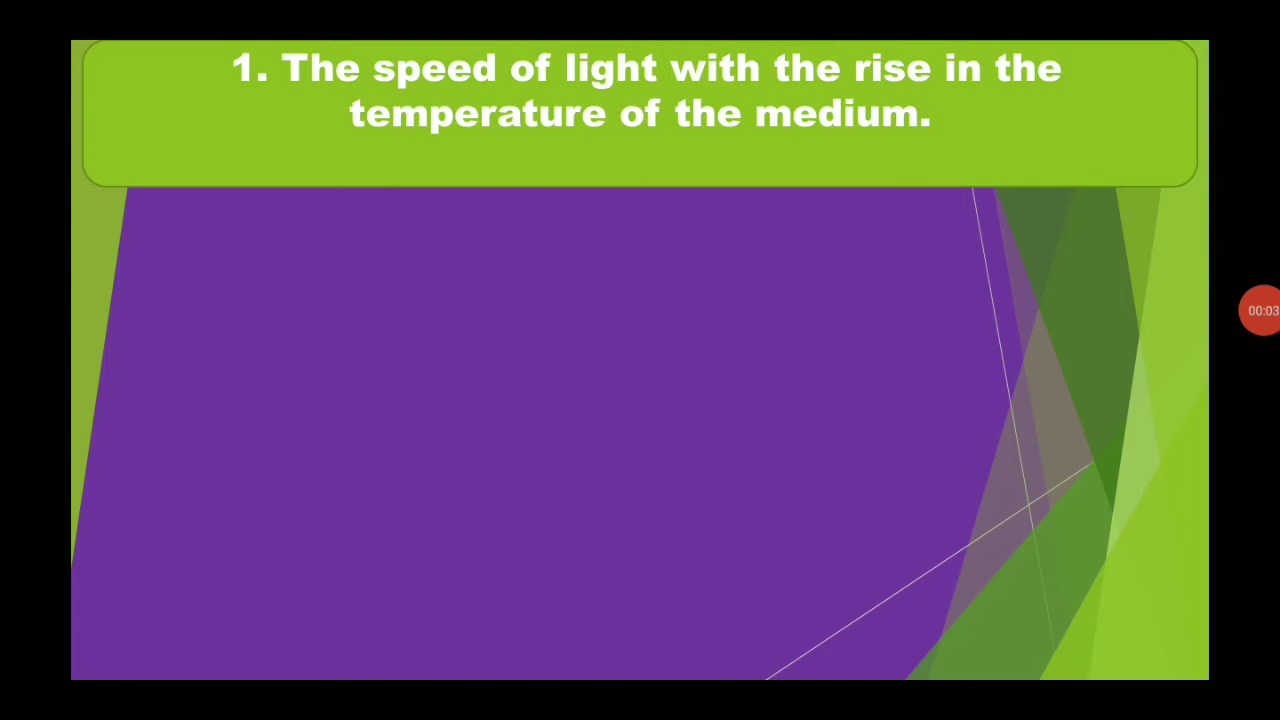 1. The speed of light with the rise in the
temperature of the medium.
00:03